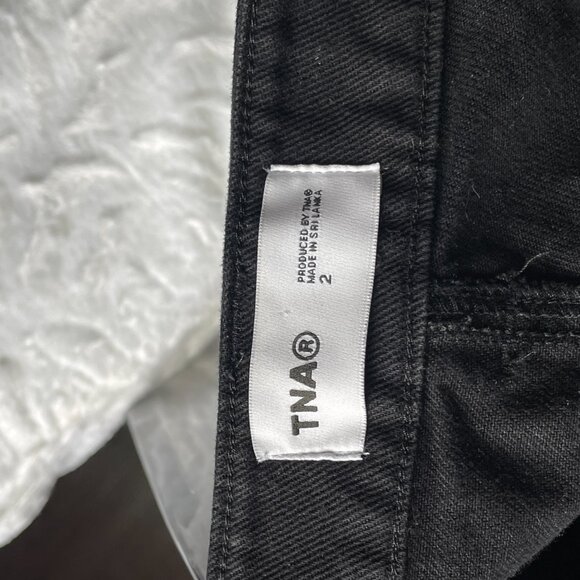 TNA®
PRODUCED BY TNA®
MADE IN SRI LANKA
2